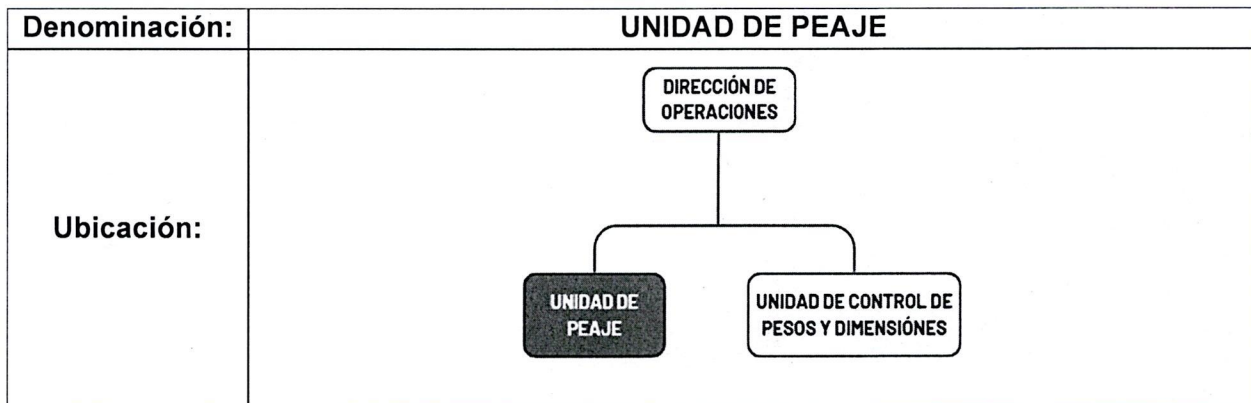 Denominación:
UNIDAD DE PEAJE
Ubicación:
DIRECCIÓN DE
OPERACIONES
UNIDAD DE
PEAJE
UNIDAD DE CONTROL DE
PESOS Y DIMENSIÓNES